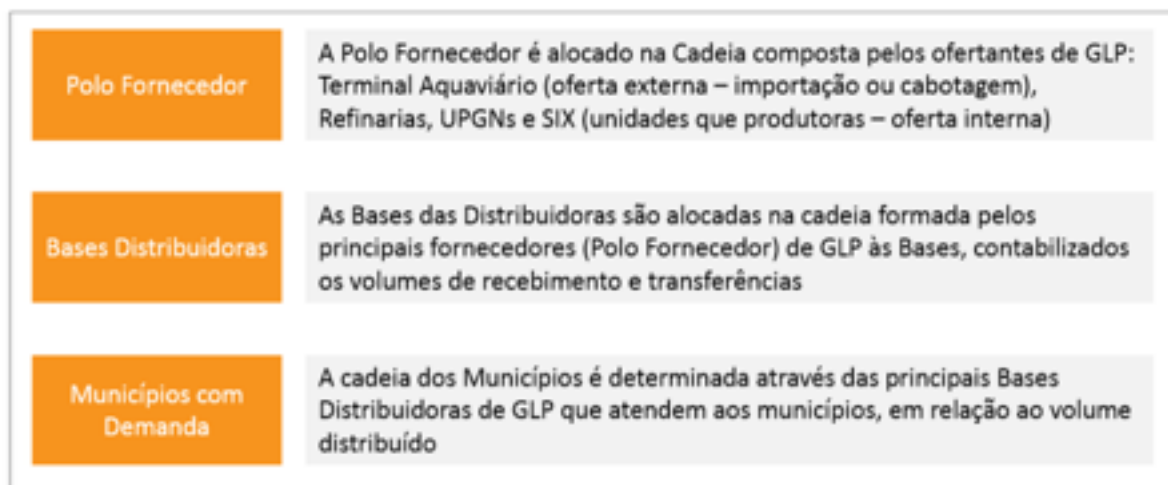 Polo Fornecedor
A Polo Fornecedor é alocado na Cadeia composta pelos ofertantes de GLP:
Terminal Aquaviário (oferta externa – importação ou cabotagem),
Refinarias, UPGNs e SIX (unidades que produtoras – oferta interna)
Bases Distribuidoras
As Bases das Distribuidoras são alocadas na cadeia formada pelos
principais fornecedores (Polo Fornecedor) de GLP às Bases, contabilizados
os volumes de recebimento e transferências
Municípios com
Demanda
A cadeia dos Municípios é determinada através das principais Bases
Distribuidoras de GLP que atendem aos municípios, em relação ao volume
distribuído